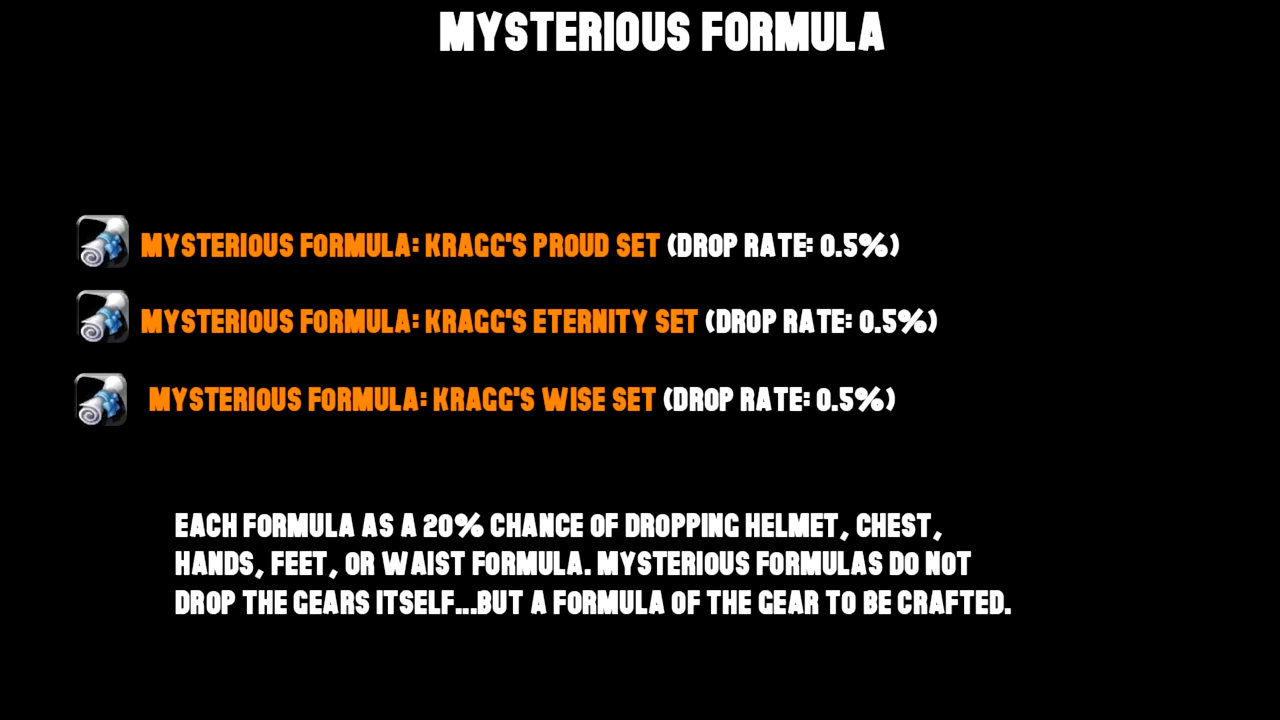 MYSTERIOUS FORMULA
MYSTERIOUS FORMULA: KRAGG'S PROUD SET (DROP RATE: 0.5%)
MYSTERIOUS FORMULA: KRAGG'S ETERNITY SET (DROP RATE: 0.5%)
MYSTERIOUS FORMULA: KRAGG'S WISE SET (DROP RATE: 0.5%)
EACH FORMULA AS A 20% CHANCE OF DROPPING HELMET, CHEST,
HANDS, FEET, OR WAIST FORMULA. MYSTERIOUS FORMULAS DO NOT
DROP THE GEARS ITSELF...BUT A FORMULA OF THE GEAR TO BE CRAFTED.